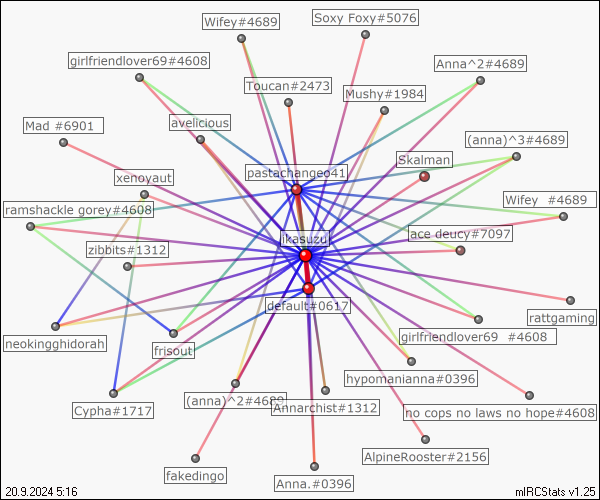 Wifey#4689
Soxy Foxy#5076
girlfriendlover69#4608
Anna^2#4689
Toucan#2473
Mushy#1984
Mad #6901
avelicious
(anna)^3#4689
Skalman
pastachangeo41
xenoyaut
Wifey  #4689
ramshackle gorey#4608
ace deucy#7097
jkasuzu
zibbits#1312
default#0617
rattgaming
girlfriendlover69  #4608
neokingghidorah
frisout
hypomanianna#0396
(anna)^2#4689
Annarchist#1312
Cypha#1717
no cops no laws no hope#4608
AlpineRooster#2156
fakedingo
Anna.#0396
20.9.2024 5:16
mIRCStats v1.25